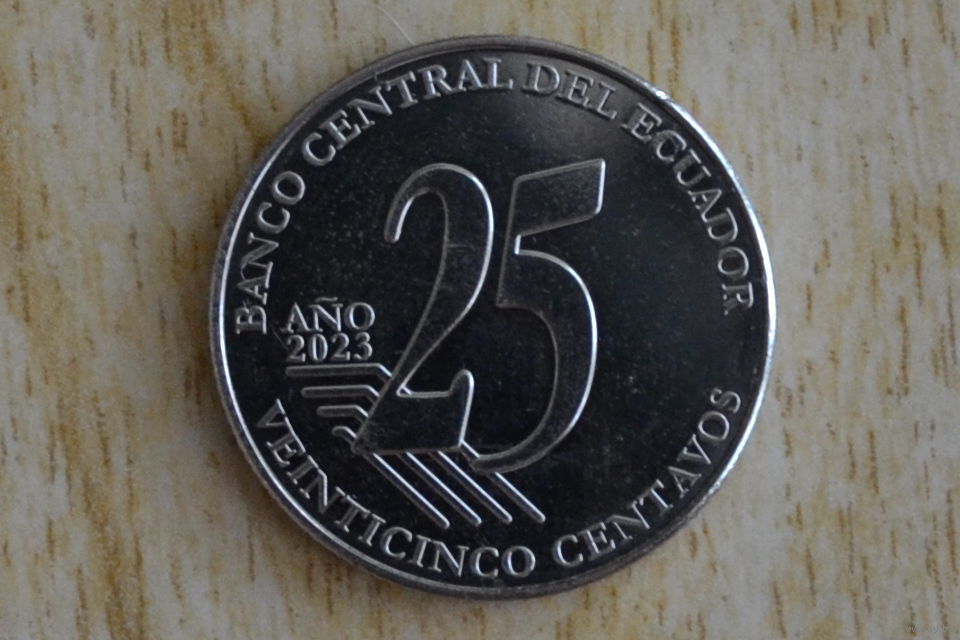 BANCO CENTRAL DEL ECUADOR
25
AÑO
2023
VEINTICINCO CENTAVOS